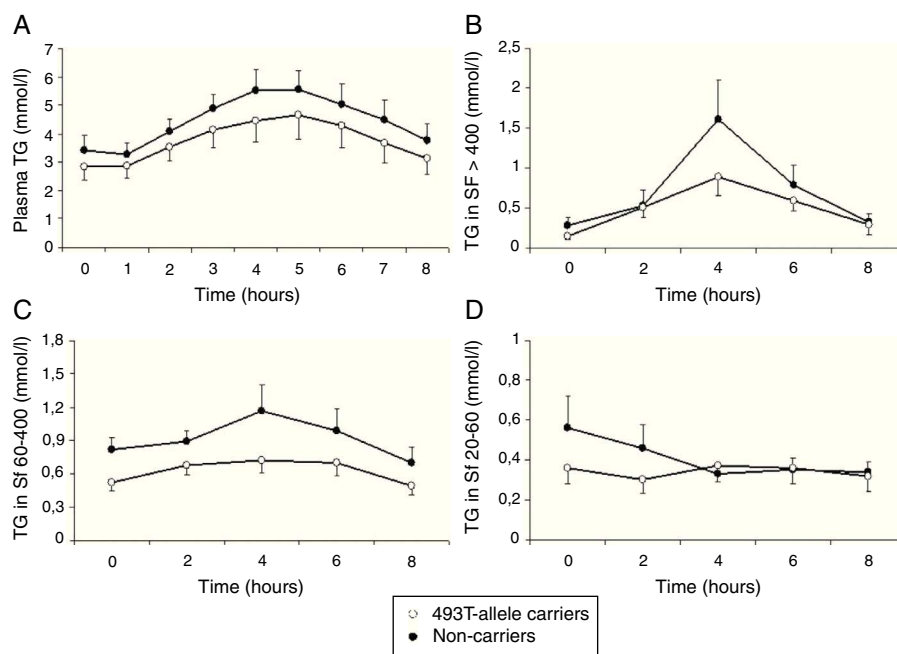 A
Plasma TG (mmol/l)
7
6
5
4
3
2
1
0
0 1 2 3 4 5 6 7 8
Time (hours)
B
TG in SF > 400 (mmol/l)
2,5
2
1,5
1
0,5
0
0 2 4 6 8
Time (hours)
C
TG in Sf 60-400 (mmol/l)
1,8
1,5
1,2
0,9
0,6
0,3
0
0 2 4 6 8
Time (hours)
D
TG in Sf 20-60 (mmol/l)
1
0,8
0,6
0,4
0,2
0
0 2 4 6 8
Time (hours)
493T-allele carriers
Non-carriers